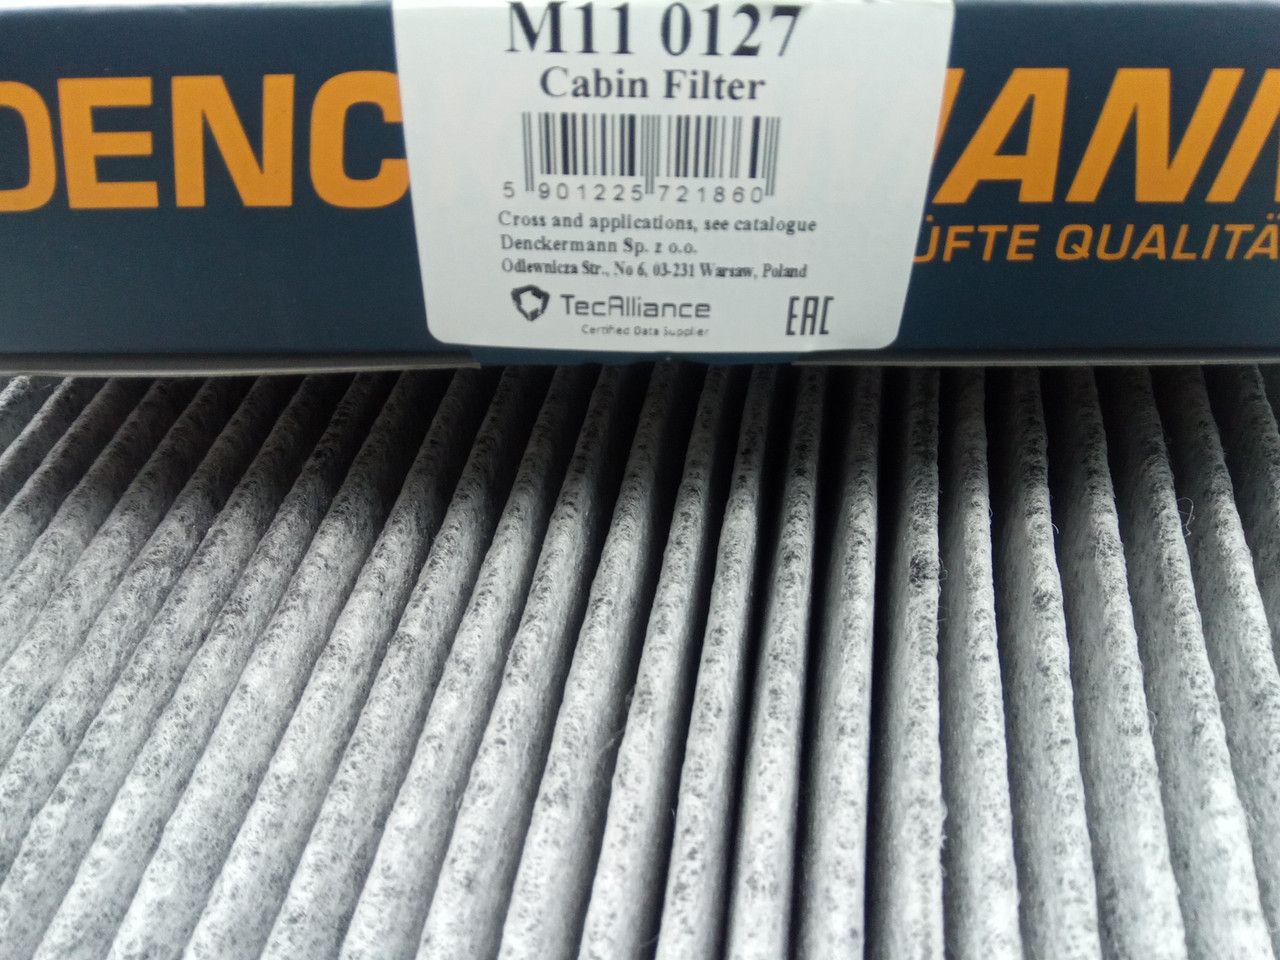 M11 0127
Cabin Filter
DENC
ANN
5 901225 721860
ÜFTE QUALITÄ
Cross and applications, see catalogue
Denckermann Sp. z o.o.
Odlewnicza Str., No 6, 03-231 Warsaw, Poland
TecAlliance
Certified Data Supplier
EAC